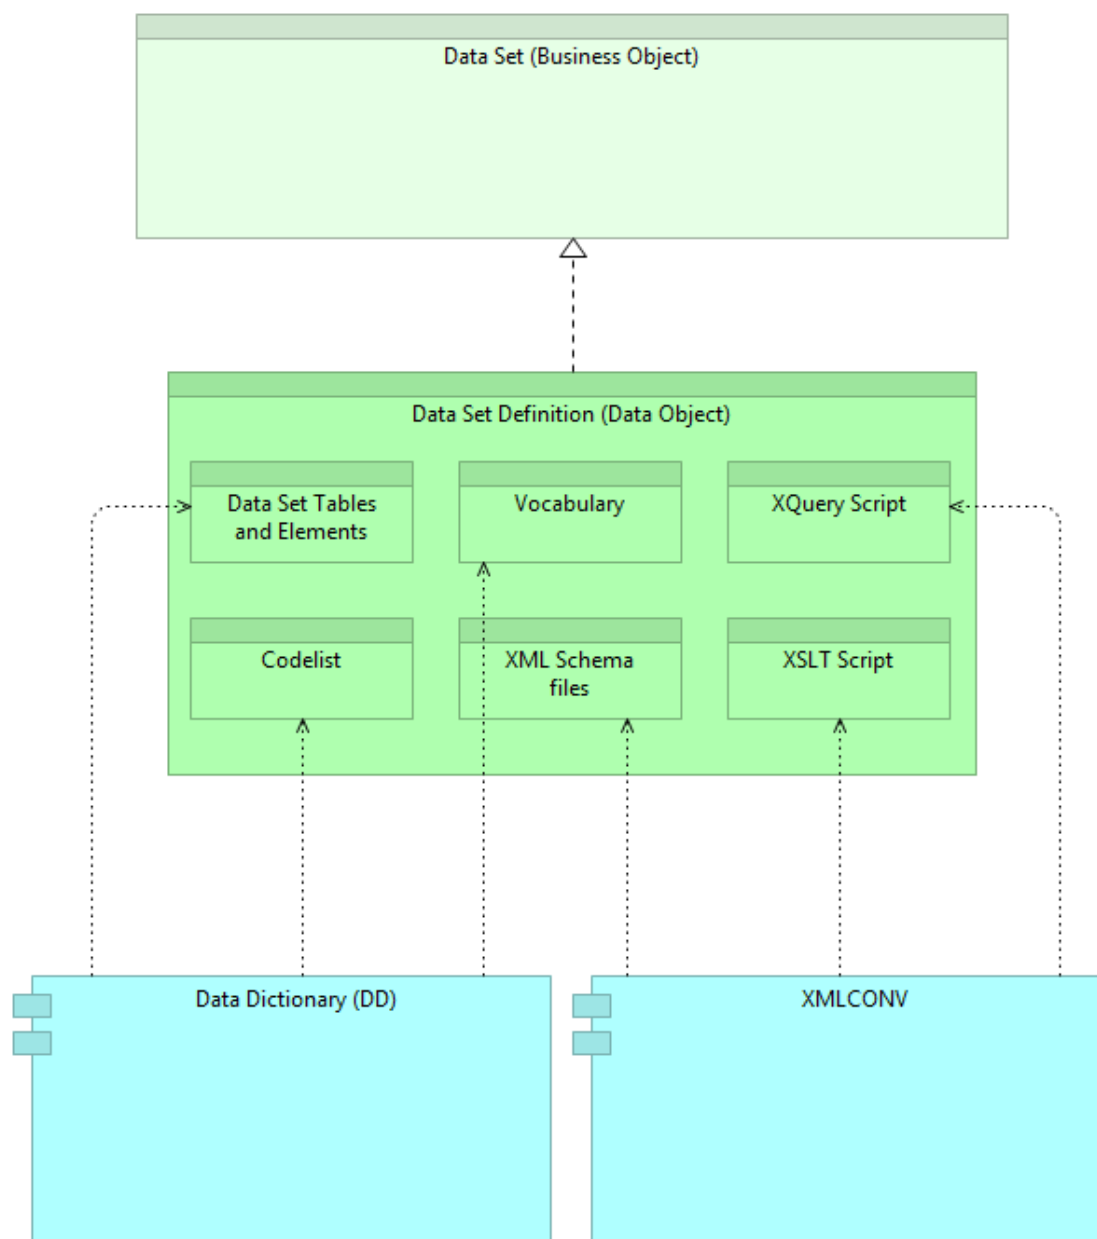 Data Set (Business Object)
Data Set Definition (Data Object)
Data Set Tables
and Elements
Vocabulary
XQuery Script
Codelist
XML Schema
files
XSLT Script
Data Dictionary (DD)
XMLCONV